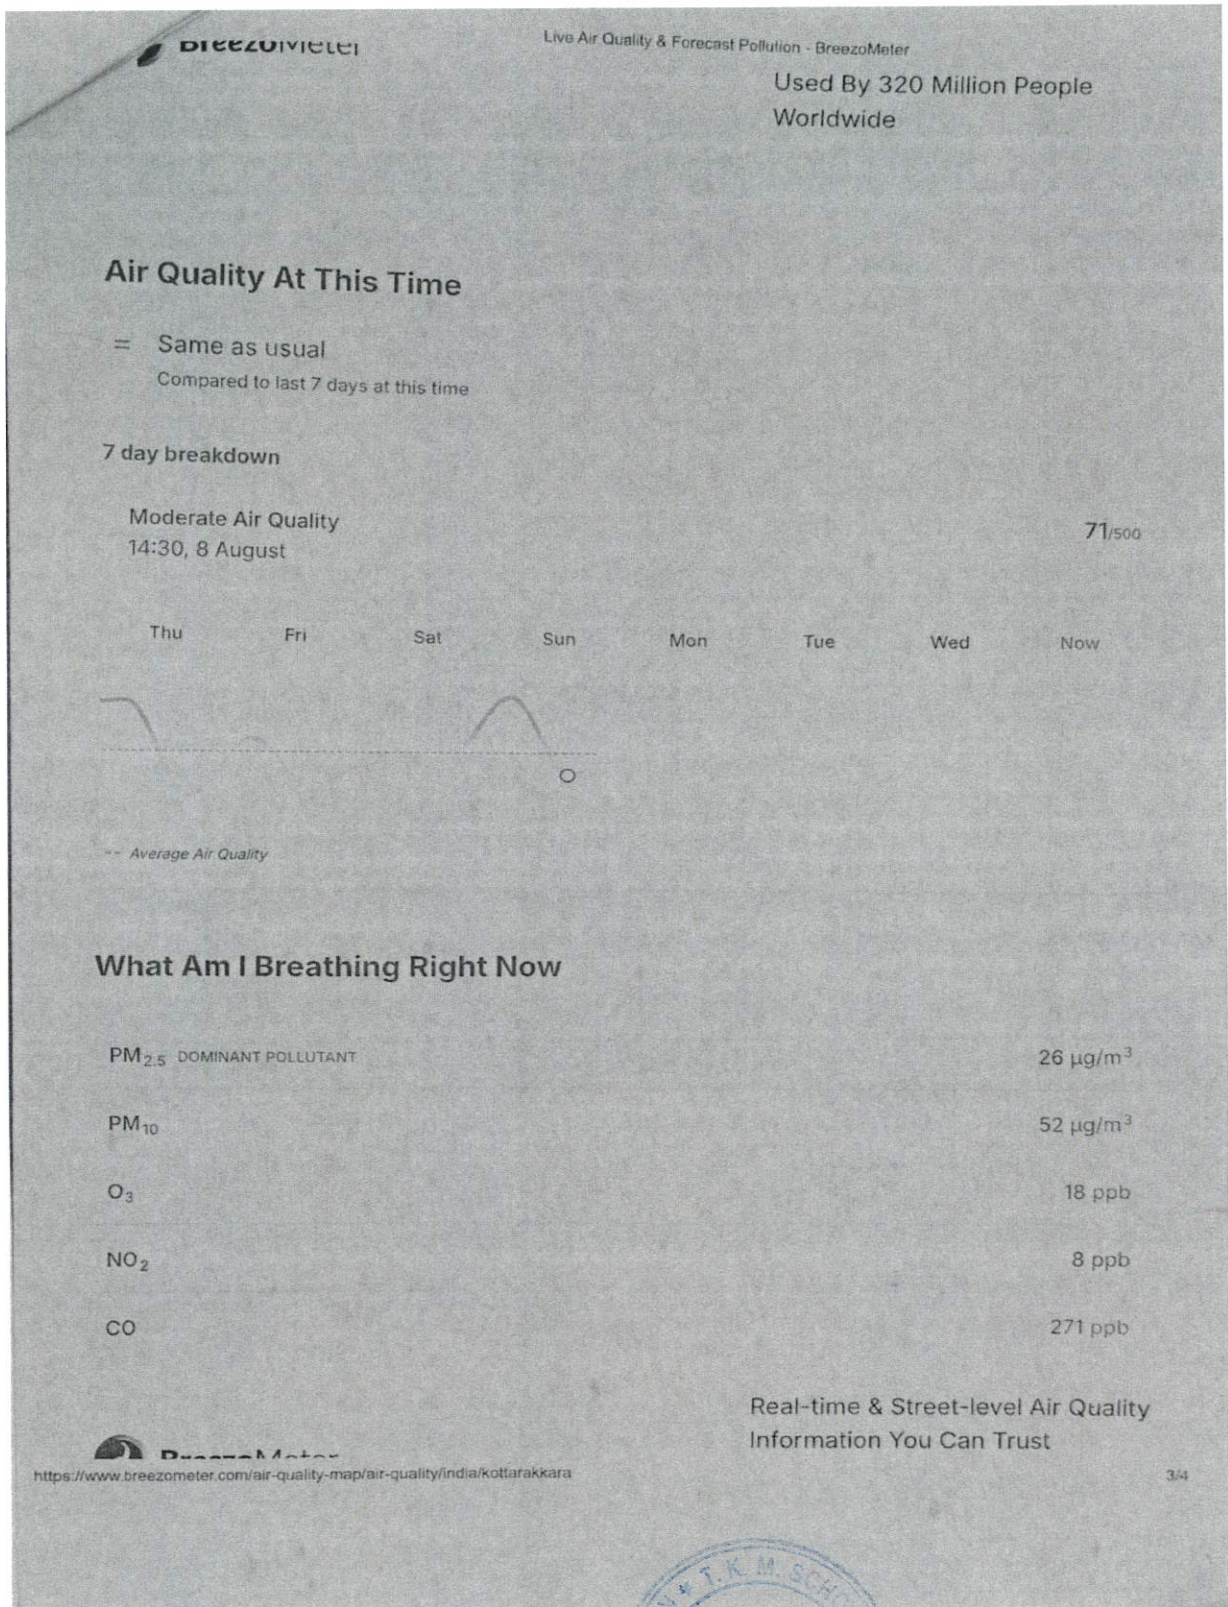 BreezoMeter
Live Air Quality & Forecast Pollution - BreezoMeter
Used By 320 Million People
Worldwide
Air Quality At This Time
= Same as usual
Compared to last 7 days at this time
7 day breakdown
Moderate Air Quality
71/500
14:30, 8 August
Thu Fri Sat Sun Mon Tue Wed Now
-- Average Air Quality
What Am I Breathing Right Now
PM2.5 DOMINANT POLLUTANT 26 µg/m³
PM10 52 µg/m³
O3 18 ppb
NO2 8 ppb
CO 271 ppb
Real-time & Street-level Air Quality
Information You Can Trust
BreezoMeter
https://www.breezometer.com/air-quality-map/air-quality/india/kottarakkara 3/4
T.K.M. SCHO